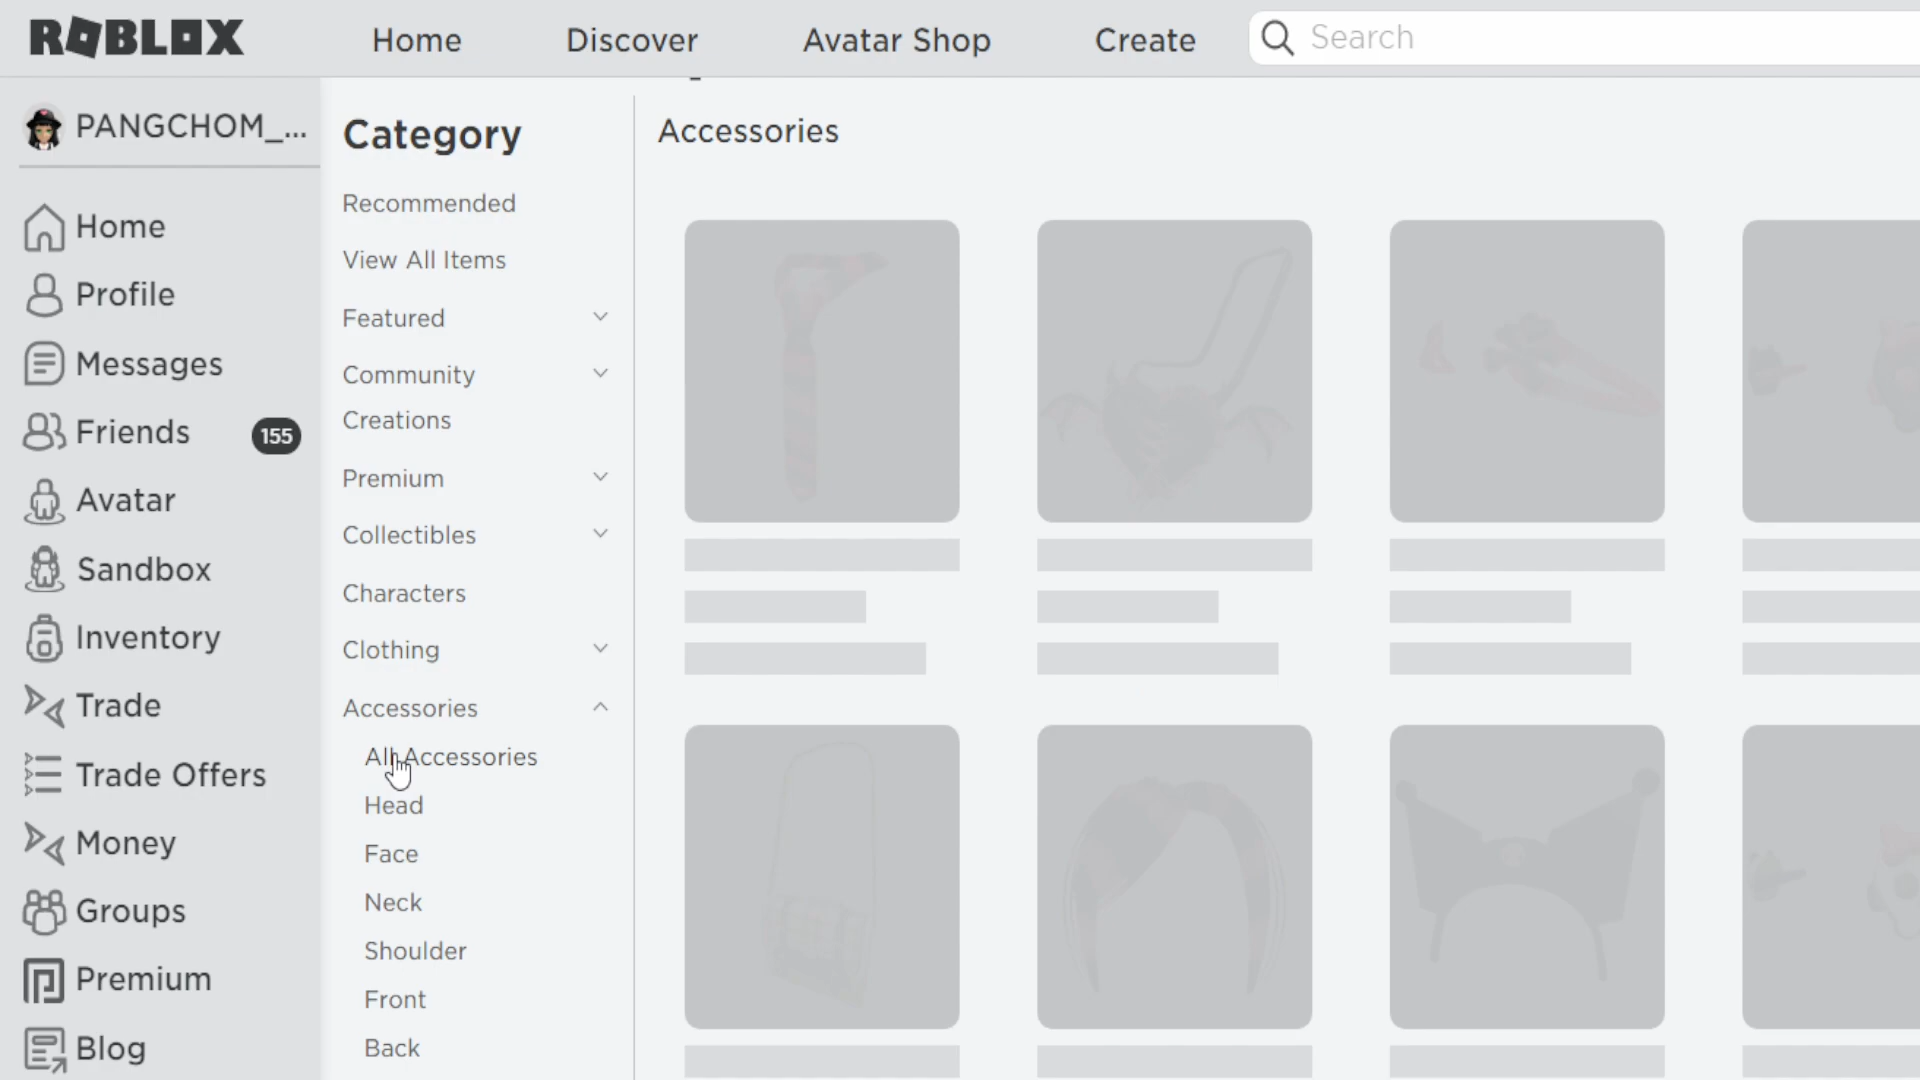 ROBLOX
Home
Discover
Avatar Shop
Create
Search
PANGCHOM_...
Home
Profile
Messages
Friends
155
Avatar
Sandbox
Inventory
Trade
Trade Offers
Money
Groups
Premium
Blog
Category
Recommended
View All Items
Featured
Community
Creations
Premium
Collectibles
Characters
Clothing
Accessories
All Accessories
Head
Face
Neck
Shoulder
Front
Back
Accessories